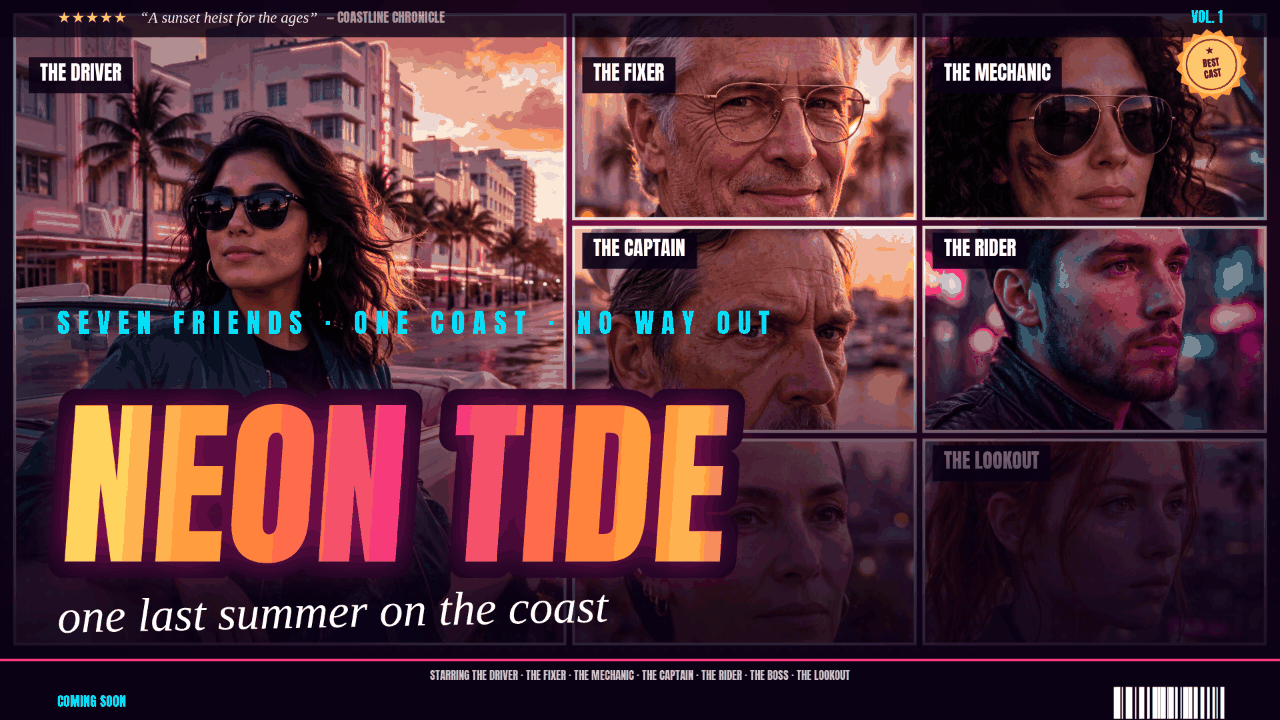 ★★★★★ “A sunset heist for the ages” – COASTLINE CHRONICLE
VOL. 1
★ BEST
CAST
THE DRIVER
THE FIXER
THE MECHANIC
THE CAPTAIN
THE RIDER
SEVEN FRIENDS · ONE COAST · NO WAY OUT
NEON TIDE
THE LOOKOUT
one last summer on the coast
STARRING THE DRIVER · THE FIXER · THE MECHANIC · THE CAPTAIN · THE RIDER · THE BOSS · THE LOOKOUT
COMING SOON